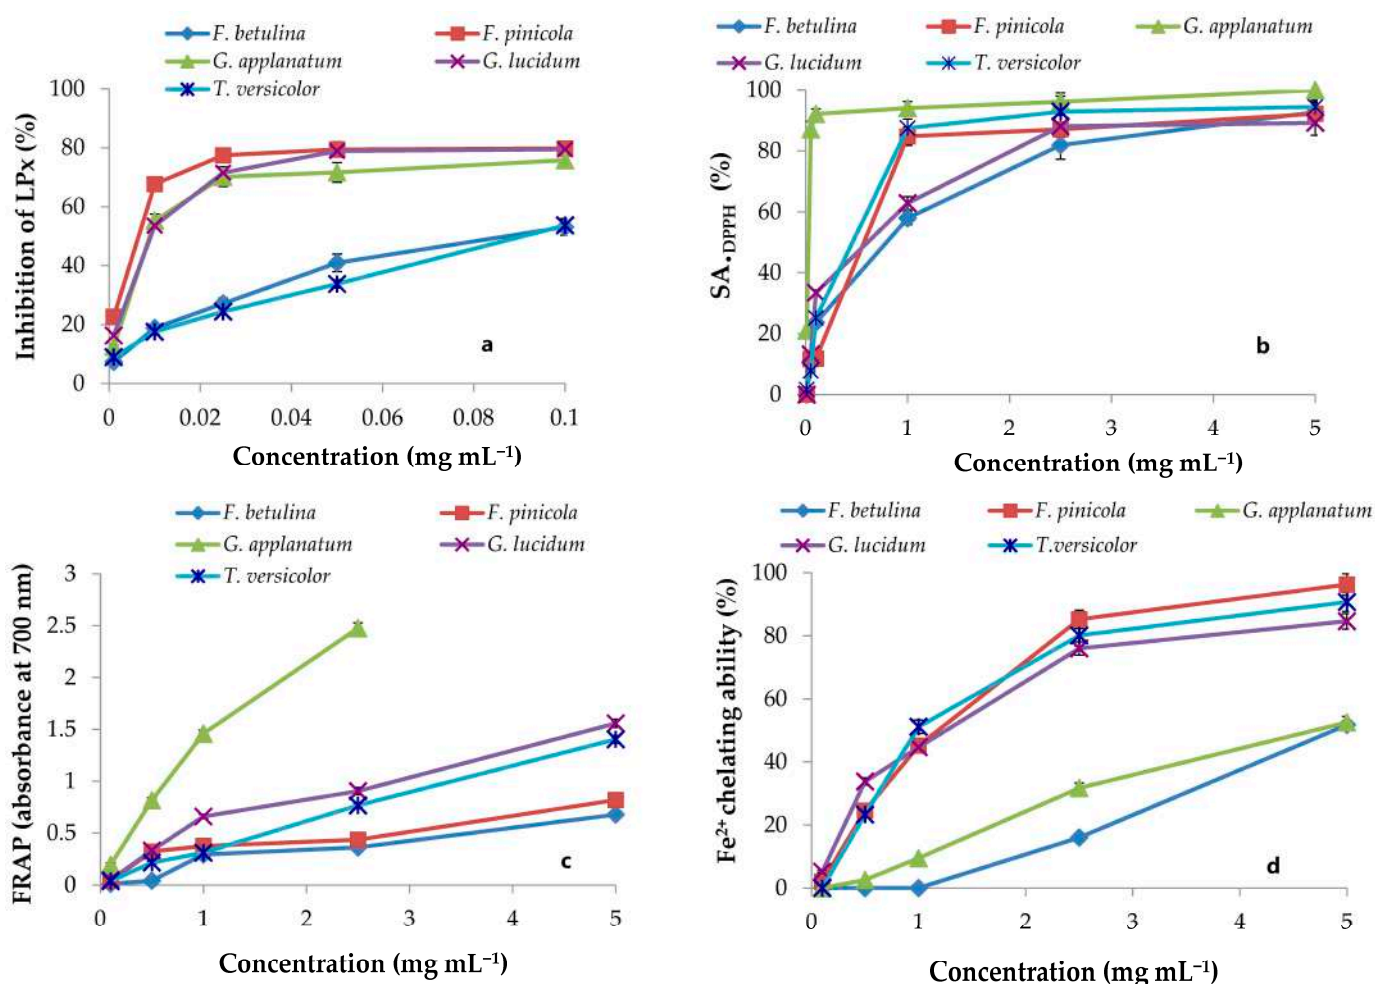 F. betulina F. pinicola
G. applanatum G. lucidum
T. versicolor
Inhibition of LPx (%)
100
80
60
40
20
0
a
0 0.02 0.04 0.06 0.08 0.1
Concentration (mg mL⁻¹)
F. betulina F. pinicola G. applanatum
G. lucidum T. versicolor
SA•DPPH (%)
100
80
60
40
20
0
b
0 1 2 3 4 5
Concentration (mg mL⁻¹)
F. betulina F. pinicola
G. applanatum G. lucidum
T. versicolor
FRAP (absorbance at 700 nm)
3
2.5
2
1.5
1
0.5
0
c
0 1 2 3 4 5
Concentration (mg mL⁻¹)
F. betulina F. pinicola G. applanatum
G. lucidum T.versicolor
Fe²⁺ chelating ability (%)
100
80
60
40
20
0
d
0 1 2 3 4 5
Concentration (mg mL⁻¹)